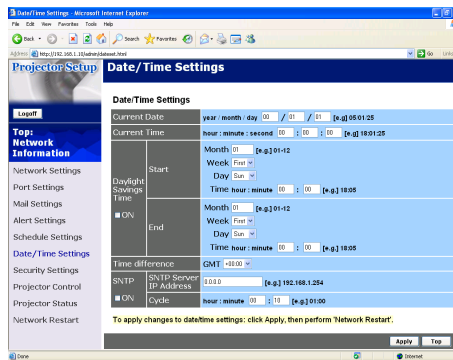 Date/Time Settings - Microsoft Internet Explorer
File Edit View Favorites Tools Help
Back Search Favorites
Address http://192.168.1.10/admin/dateset.html Go Links
Projector Setup
Date/Time Settings
Logoff
Top:
Network
Information
Network Settings
Port Settings
Mail Settings
Alert Settings
Schedule Settings
Date/Time Settings
Security Settings
Projector Control
Projector Status
Network Restart
Date/Time Settings
Current Date year / month / day 00 / 01 / 01 [e.g] 05/01/25
Current Time hour : minute : second 00 : 00 : 00 [e.g] 18:01:25
Daylight
Savings
Time
ON
Start
Month 01 [e.g.] 01-12
Week First
Day Sun
Time hour : minute 00 : 00 [e.g.] 18:05
End
Month 01 [e.g.] 01-12
Week First
Day Sun
Time hour : minute 00 : 00 [e.g.] 18:05
Time difference GMT +00:00
SNTP
ON
SNTP Server
IP Address
0.0.0.0 [e.g.] 192.168.1.254
Cycle hour : minute 00 : 10 [e.g.] 01:00
To apply changes to date/time settings: click Apply, then perform 'Network Restart'.
Apply Top
Done Internet